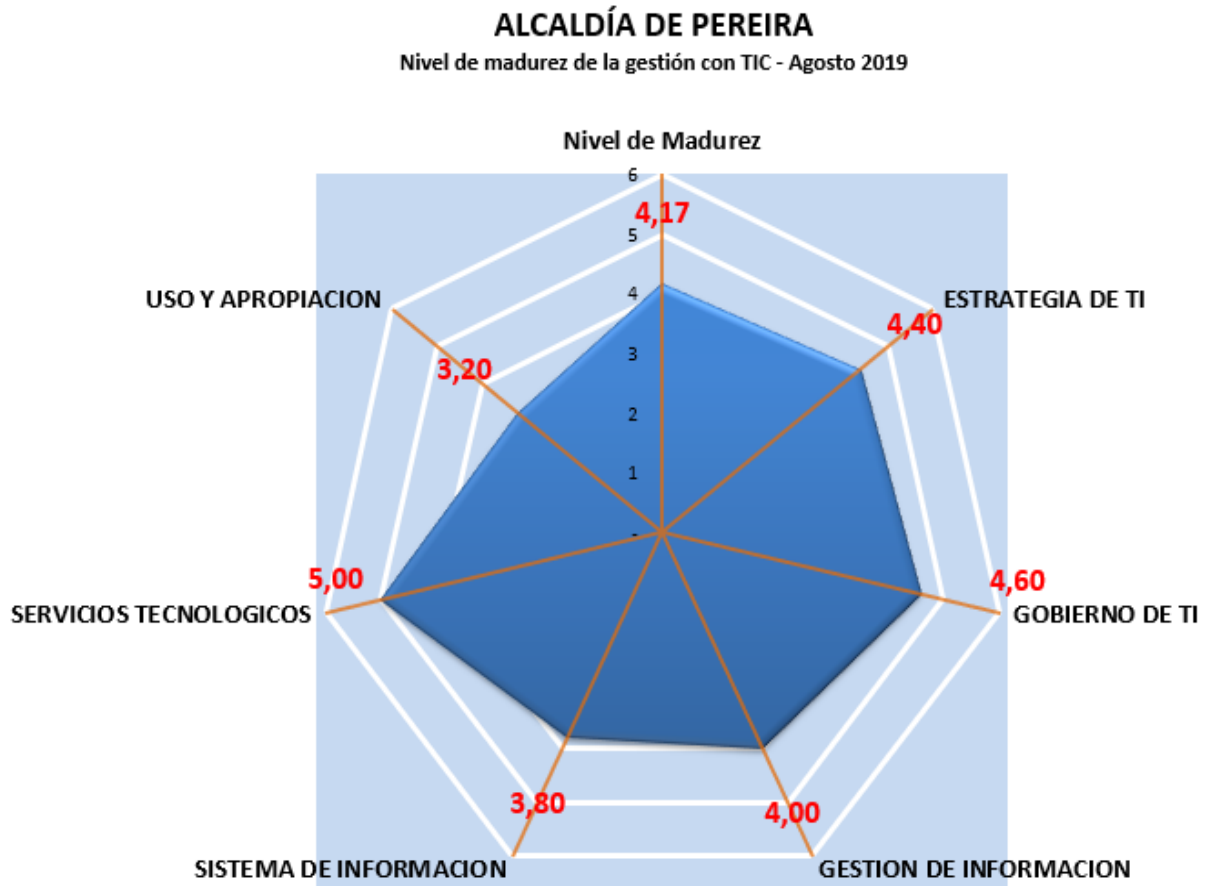 ALCALDÍA DE PEREIRA
Nivel de madurez de la gestión con TIC - Agosto 2019
Nivel de Madurez
6
4,17
5
4
3
2
1
-
USO Y APROPIACION
3,20
ESTRATEGIA DE TI
4,40
SERVICIOS TECNOLOGICOS
5,00
4,60
GOBIERNO DE TI
3,80
SISTEMA DE INFORMACION
4,00
GESTION DE INFORMACION